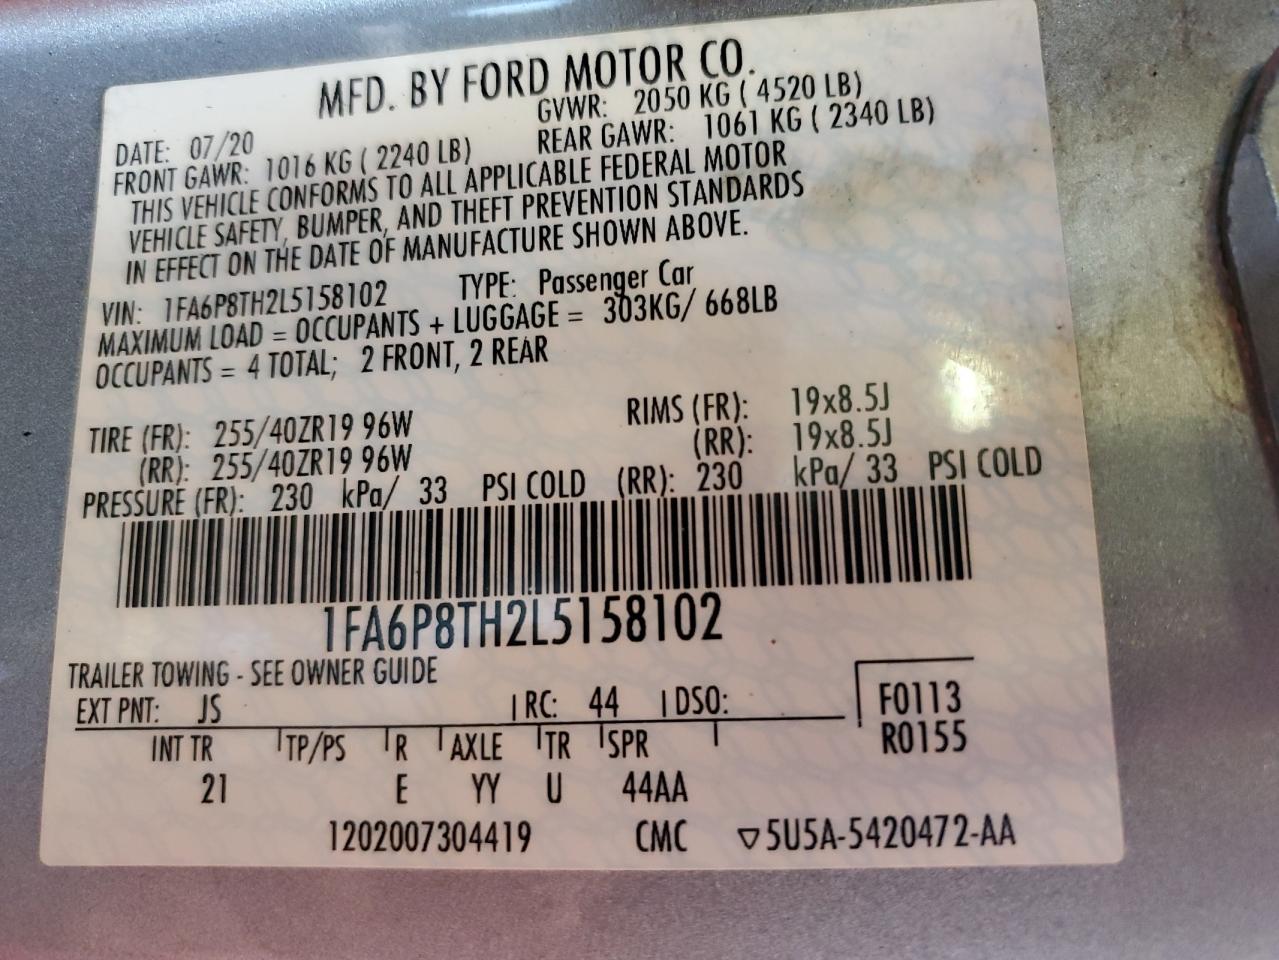 MFD. BY FORD MOTOR CO.
DATE: 07/20 GVWR: 2050 KG ( 4520 LB)
FRONT GAWR: 1016 KG ( 2240 LB) REAR GAWR: 1061 KG ( 2340 LB)
THIS VEHICLE CONFORMS TO ALL APPLICABLE FEDERAL MOTOR
VEHICLE SAFETY, BUMPER, AND THEFT PREVENTION STANDARDS
IN EFFECT ON THE DATE OF MANUFACTURE SHOWN ABOVE.
VIN: 1FA6P8TH2L5158102 TYPE: Passenger Car
MAXIMUM LOAD = OCCUPANTS + LUGGAGE = 303KG/ 668LB
OCCUPANTS = 4 TOTAL; 2 FRONT, 2 REAR
TIRE (FR): 255/40ZR19 96W RIMS (FR): 19x8.5J
(RR): 255/40ZR19 96W (RR): 19x8.5J
PRESSURE (FR): 230 kPa/ 33 PSI COLD (RR): 230 kPa/ 33 PSI COLD
1FA6P8TH2L5158102
TRAILER TOWING - SEE OWNER GUIDE
EXT PNT: JS RC: 44 DSO: F0113
INT TR TP/PS R AXLE TR SPR R0155
21 E YY U 44AA
1202007304419 CMC ▽5U5A-5420472-AA